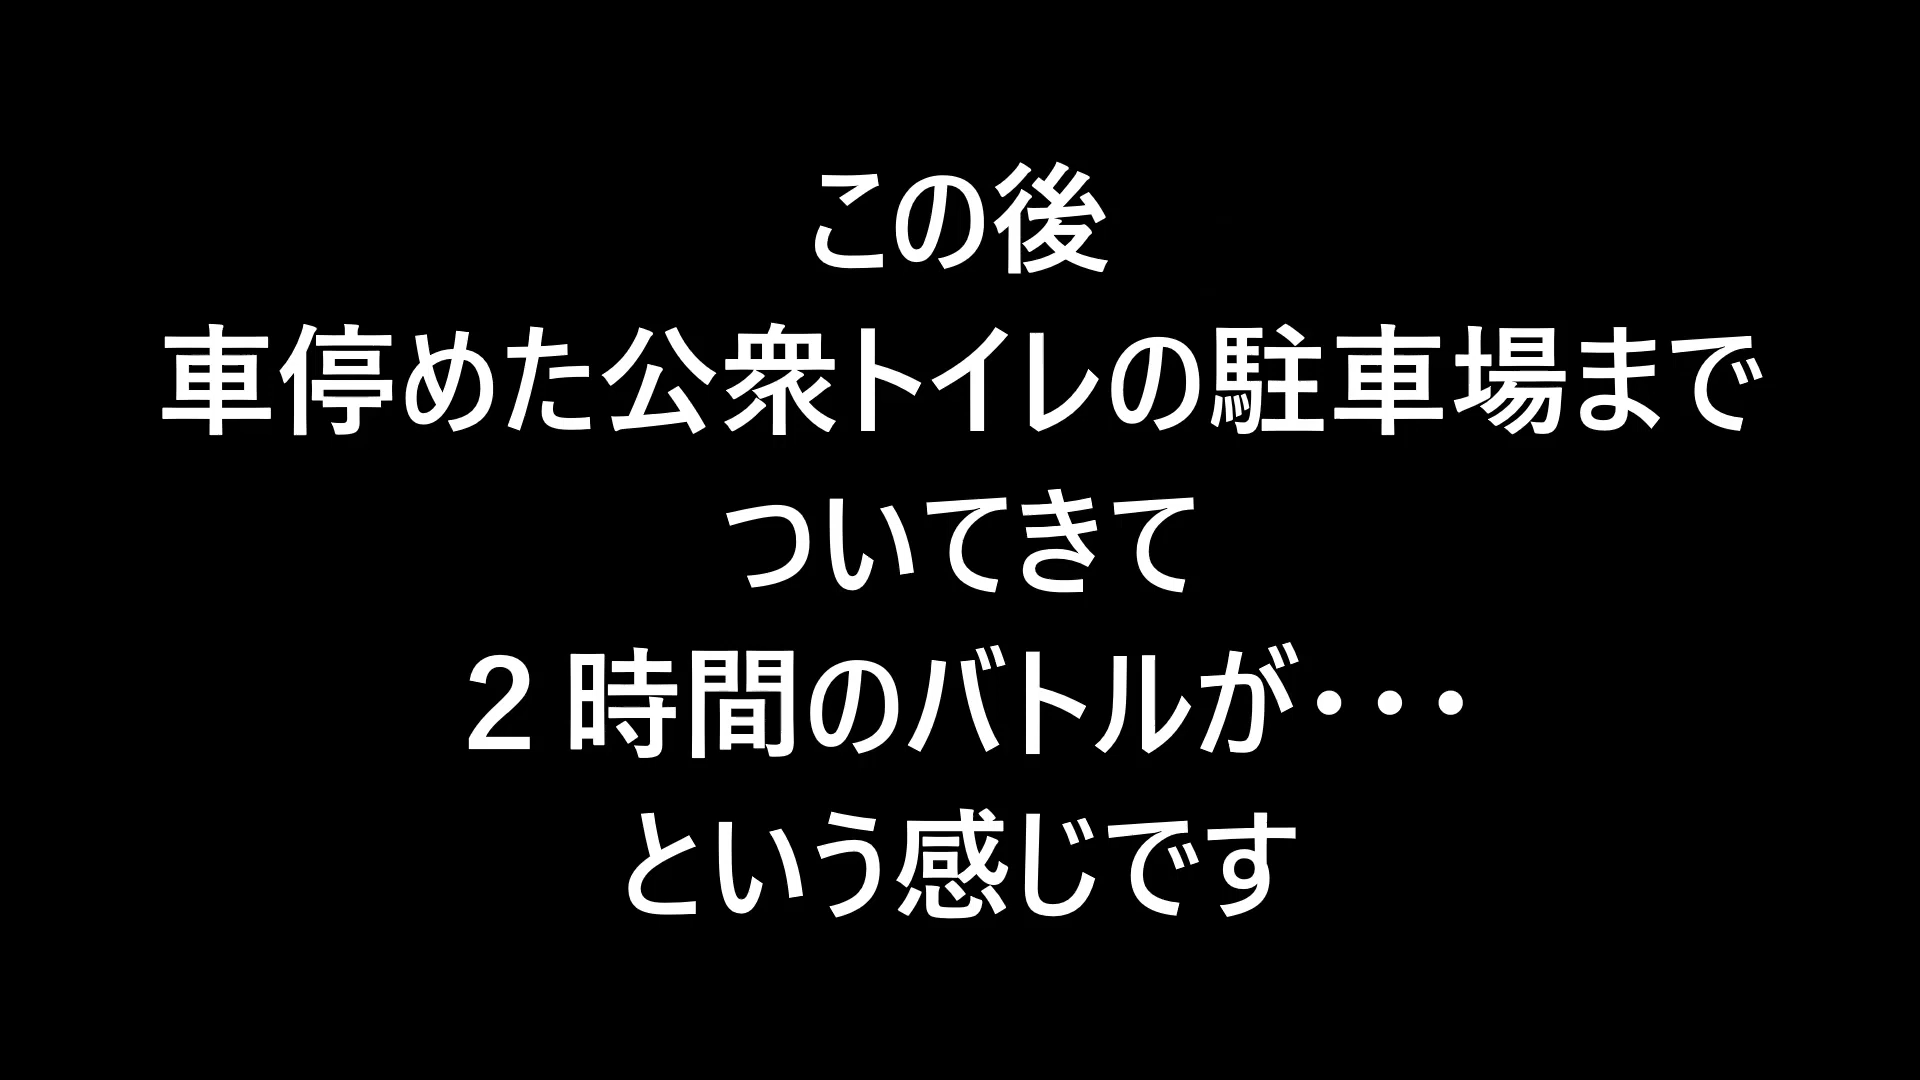 この後
車停めた公衆トイレの駐車場まで
ついてきて
２時間のバトルが・・・
という感じです